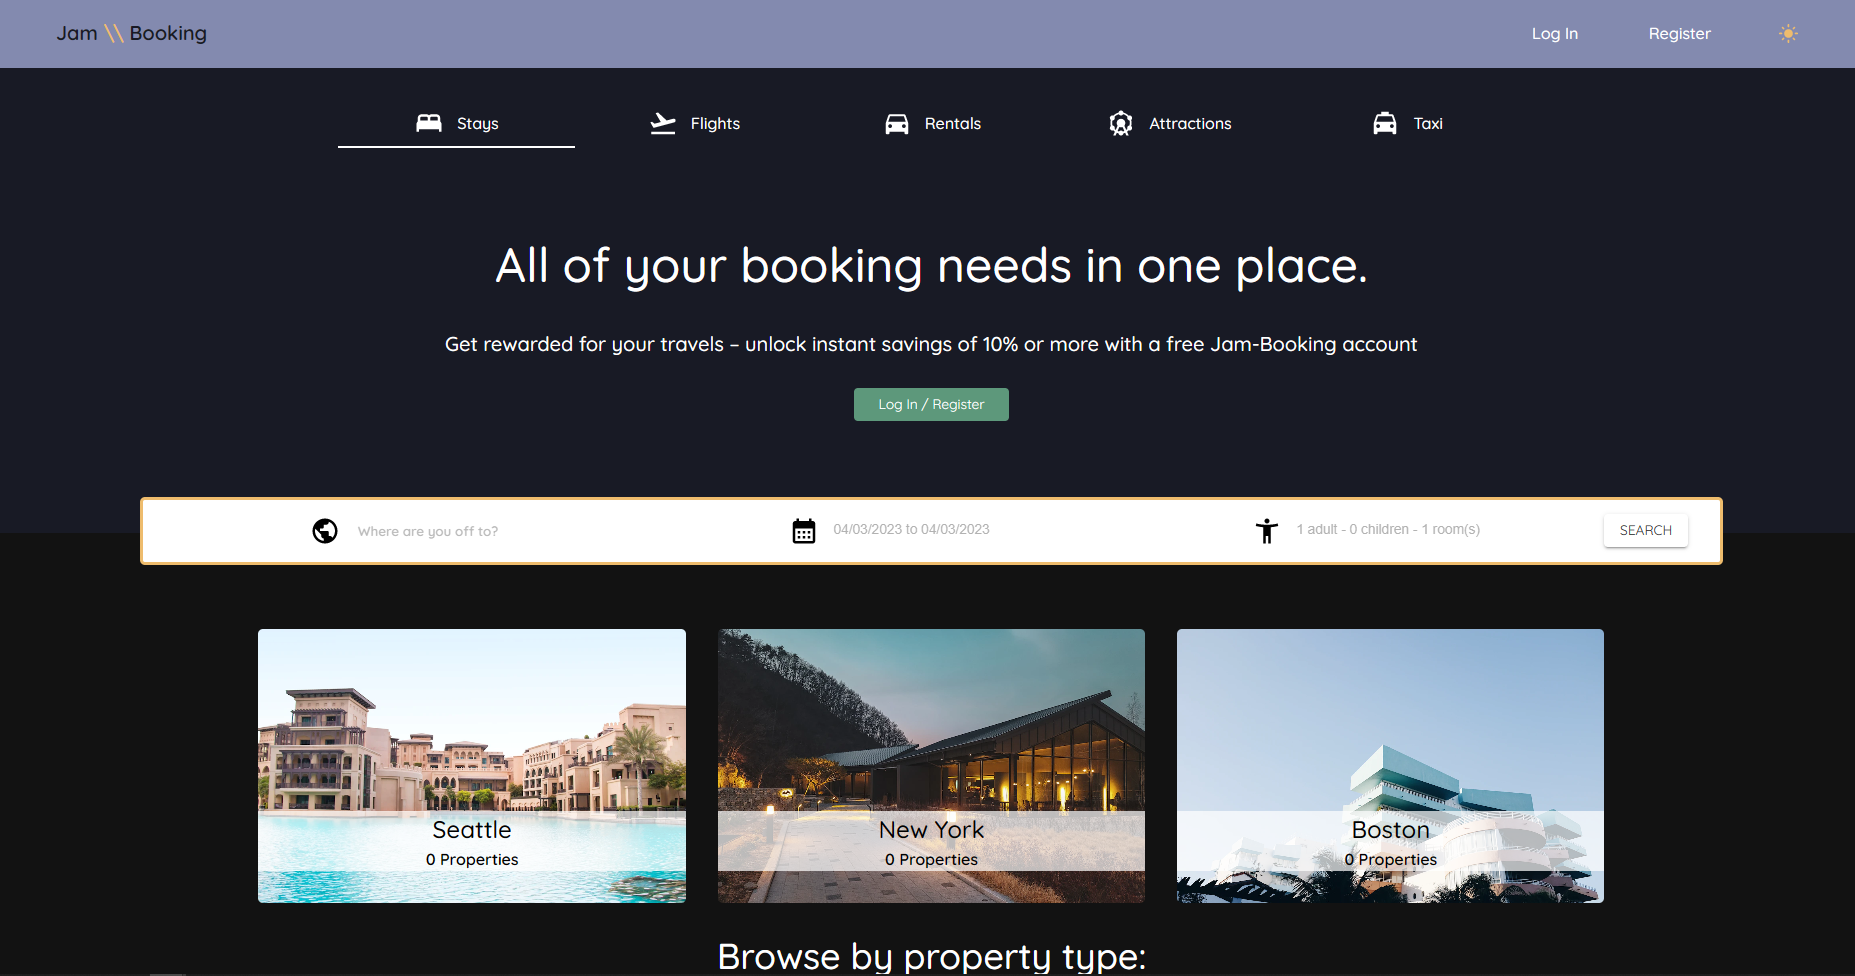 Jam \\ Booking
Log In
Register
Stays
Flights
Rentals
Attractions
Taxi
All of your booking needs in one place.
Get rewarded for your travels – unlock instant savings of 10% or more with a free Jam-Booking account
Log In / Register
Where are you off to?
04/03/2023 to 04/03/2023
1 adult - 0 children - 1 room(s)
SEARCH
Seattle
0 Properties
New York
0 Properties
Boston
0 Properties
Browse by property type: